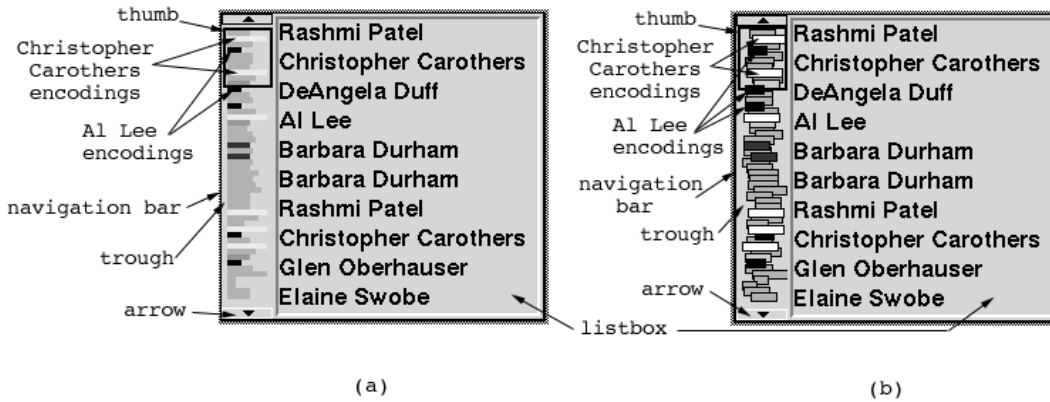 thumb
Christopher
Carothers
encodings
Al Lee
encodings
navigation bar
trough
arrow
Rashmi Patel
Christopher Carothers
DeAngela Duff
Al Lee
Barbara Durham
Barbara Durham
Rashmi Patel
Christopher Carothers
Glen Oberhauser
Elaine Swobe
listbox
(a)
thumb
Christopher
Carothers
encodings
Al Lee
encodings
navigation
bar
trough
arrow
Rashmi Patel
Christopher Carothers
DeAngela Duff
Al Lee
Barbara Durham
Barbara Durham
Rashmi Patel
Christopher Carothers
Glen Oberhauser
Elaine Swobe
(b)